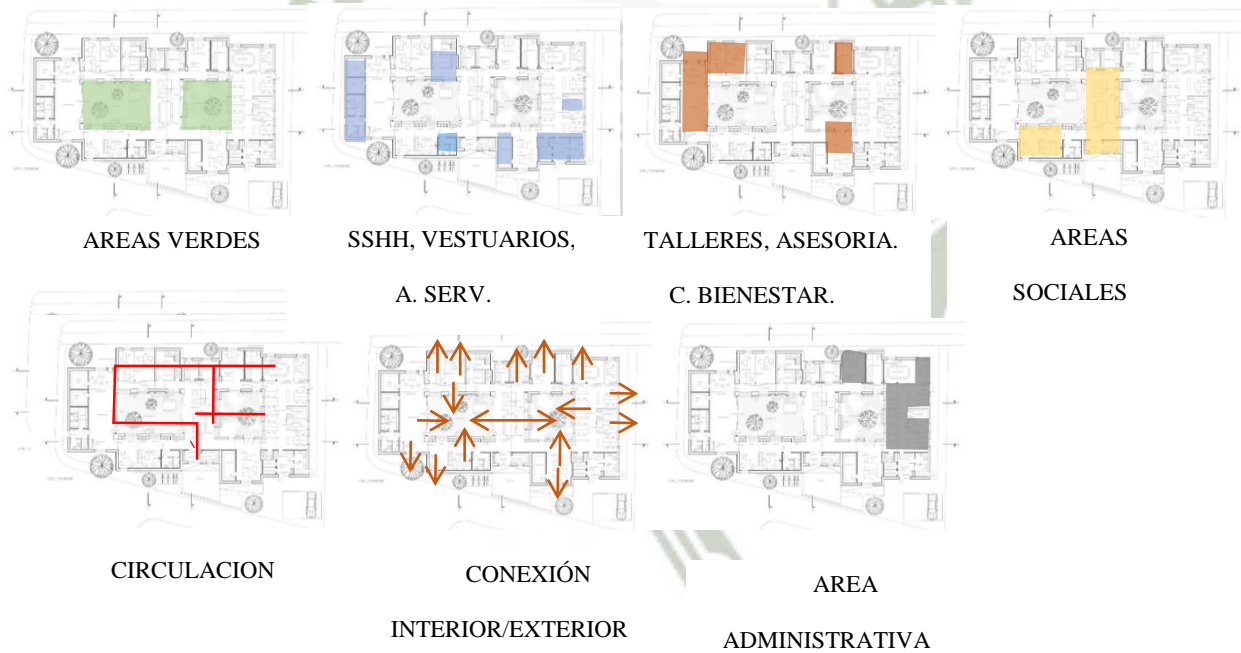 AREAS VERDES
SSHH, VESTUARIOS,
A. SERV.
TALLERES, ASESORIA.
C. BIENESTAR.
AREAS
SOCIALES
CIRCULACION
CONEXIÓN
INTERIOR/EXTERIOR
AREA
ADMINISTRATIVA